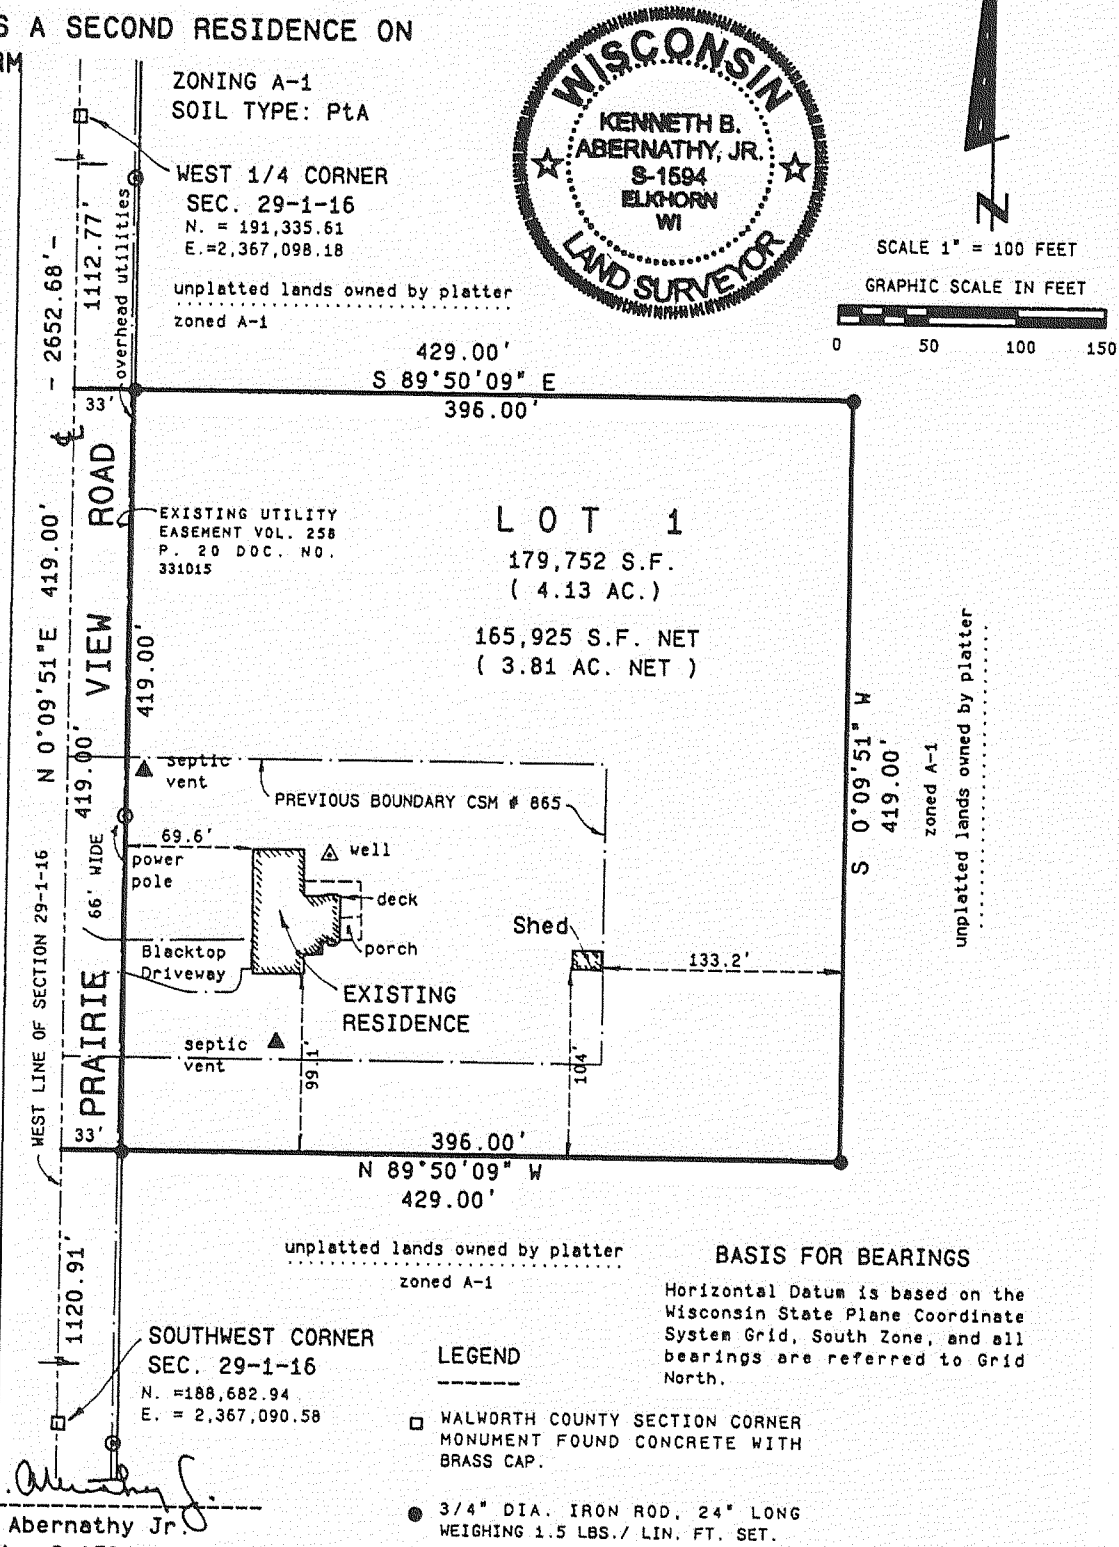 S A SECOND RESIDENCE ON
RM
ZONING A-1
SOIL TYPE: PtA
WEST 1/4 CORNER
SEC. 29-1-16
N. = 191,335.61
E.=2,367,098.18
unplatted lands owned by platter
zoned A-1
WISCONSIN
KENNETH B.
ABERNATHY, JR.
S-1594
ELKHORN
WI
LAND SURVEYOR
N
SCALE 1" = 100 FEET
GRAPHIC SCALE IN FEET
0 50 100 150
- 2652.68' -
1112.77'
overhead utilities
429.00'
S 89°50'09" E
396.00'
33'
PRAIRIE VIEW ROAD
EXISTING UTILITY
EASEMENT VOL. 258
P. 20 DOC. NO.
331015
LOT 1
179,752 S.F.
( 4.13 AC.)
165,925 S.F. NET
( 3.81 AC. NET )
N 0°09'51"E 419.00'
419.00'
419.00'
66' WIDE
WEST LINE OF SECTION 29-1-16
S 0°09'51" W
419.00'
zoned A-1
unplatted lands owned by platter
septic
vent
PREVIOUS BOUNDARY CSM # 865
69.6'
power
pole
well
deck
porch
Blacktop
Driveway
Shed
133.2'
EXISTING
RESIDENCE
septic
vent
99.1'
104'
33'
396.00'
N 89°50'09" W
429.00'
unplatted lands owned by platter
zoned A-1
1120.91'
SOUTHWEST CORNER
SEC. 29-1-16
N. =188,682.94
E. = 2,367,090.58
BASIS FOR BEARINGS
Horizontal Datum is based on the
Wisconsin State Plane Coordinate
System Grid, South Zone, and all
bearings are referred to Grid
North.
LEGEND
WALWORTH COUNTY SECTION CORNER
MONUMENT FOUND CONCRETE WITH
BRASS CAP.
3/4" DIA. IRON ROD, 24" LONG
WEIGHING 1.5 LBS./ LIN. FT. SET.
Abernathy Jr.
Abernathy Jr.